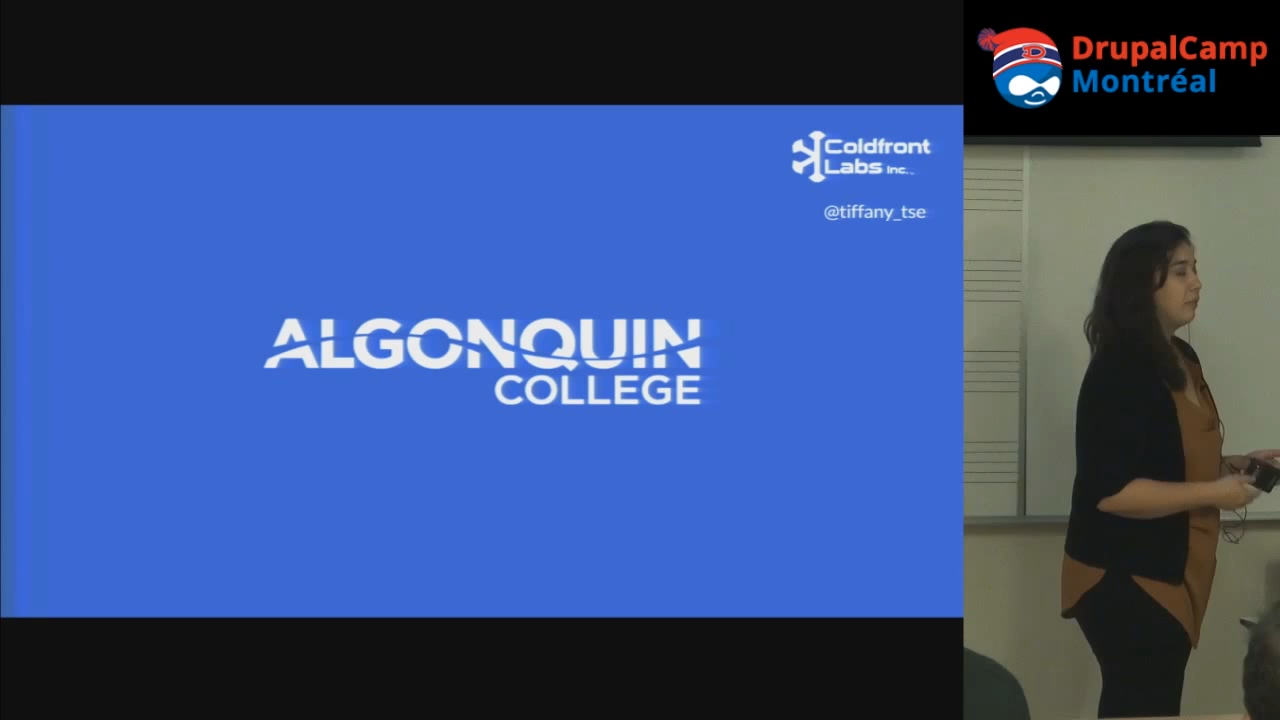 DrupalCamp
Montréal
Coldfront
Labs Inc.
@tiffany_tse
ALGONQUIN
COLLEGE